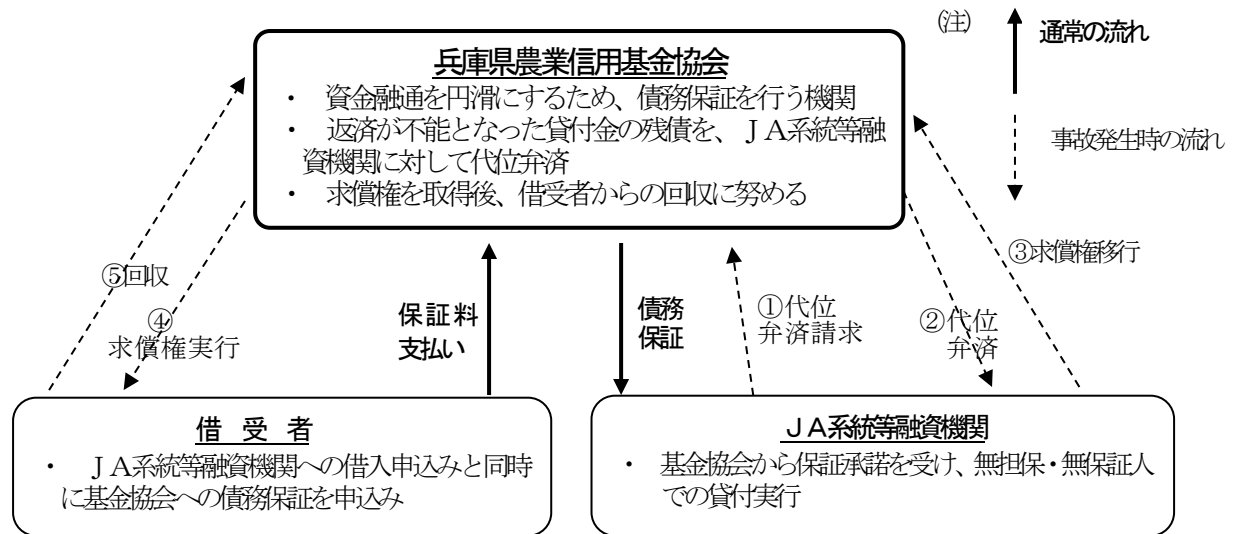 (注)
通常の流れ
事故発生時の流れ
兵庫県農業信用基金協会
・ 資金融通を円滑にするため、債務保証を行う機関
・ 返済が不能となった貸付金の残債を、ＪＡ系統等融
資機関に対して代位弁済
・ 求償権を取得後、借受者からの回収に努める
⑤回収
④
求償権実行
保証料
支払い
債務
保証
①代位
弁済請求
②代位
弁済
③求償権移行
借 受 者
・ ＪＡ系統等融資機関への借入申込みと同時
に基金協会への債務保証を申込み
ＪＡ系統等融資機関
・ 基金協会から保証承諾を受け、無担保・無保証人
での貸付実行